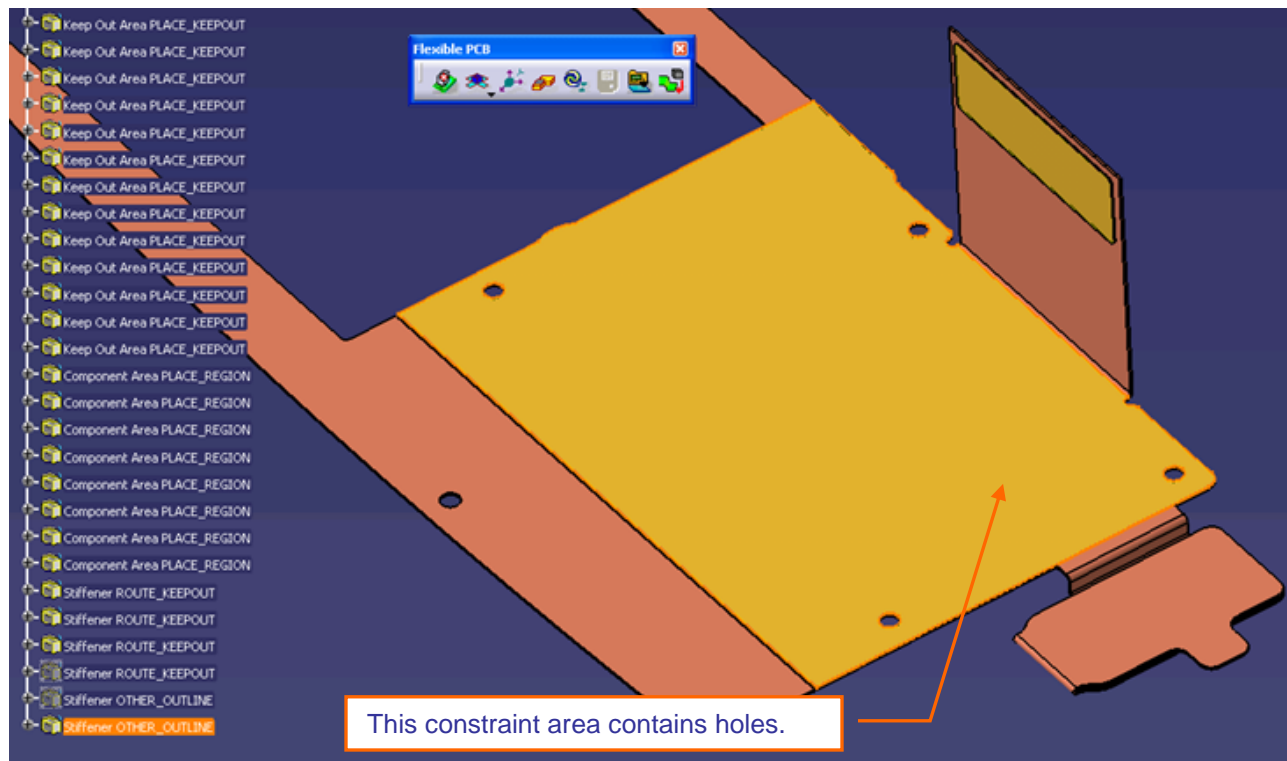 Keep Out Area PLACE_KEEPOUT
Flexible PCB
Keep Out Area PLACE_KEEPOUT
Keep Out Area PLACE_KEEPOUT
Keep Out Area PLACE_KEEPOUT
Keep Out Area PLACE_KEEPOUT
Keep Out Area PLACE_KEEPOUT
Keep Out Area PLACE_KEEPOUT
Keep Out Area PLACE_KEEPOUT
Keep Out Area PLACE_KEEPOUT
Keep Out Area PLACE_KEEPOUT
Keep Out Area PLACE_KEEPOUT
Keep Out Area PLACE_KEEPOUT
Keep Out Area PLACE_KEEPOUT
Component Area PLACE_REGION
Component Area PLACE_REGION
Component Area PLACE_REGION
Component Area PLACE_REGION
Component Area PLACE_REGION
Component Area PLACE_REGION
Component Area PLACE_REGION
Component Area PLACE_REGION
Stiffener ROUTE_KEEPOUT
Stiffener ROUTE_KEEPOUT
Stiffener ROUTE_KEEPOUT
Stiffener ROUTE_KEEPOUT
Stiffener OTHER_OUTLINE
Stiffener OTHER_OUTLINE
This constraint area contains holes.